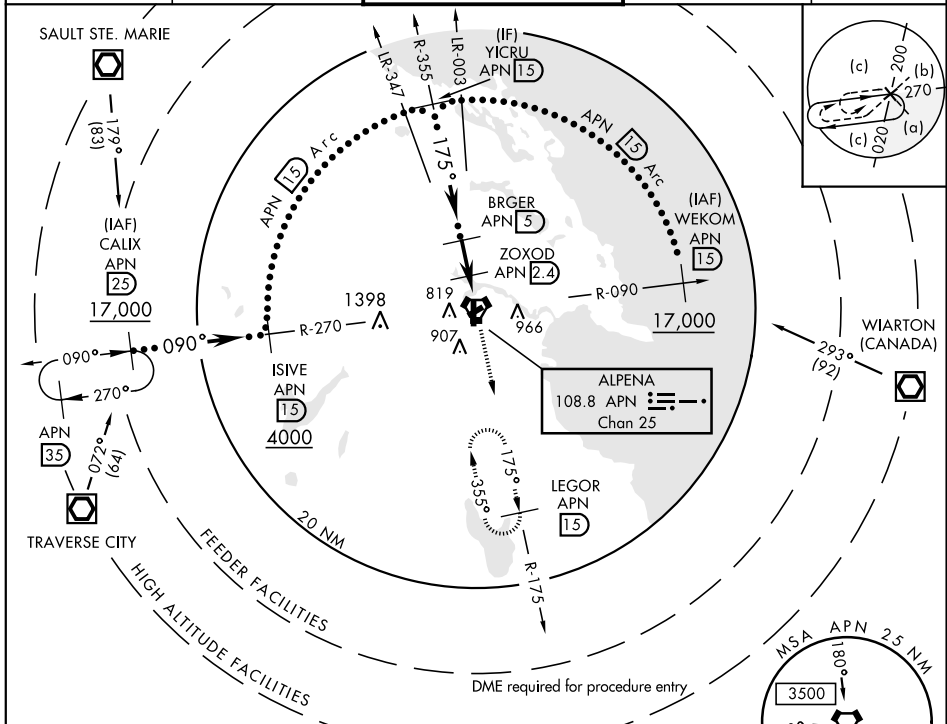 SAULT STE. MARIE
179°
(83)
(IAF)
CALIX
APN
25
17,000
090°
270°
090°
APN
35
072°
(64)
TRAVERSE CITY
HIGH ALTITUDE FACILITIES
FEEDER FACILITIES
20 NM
ISIVE
APN
15
4000
R-270
1398
APN 15 Arc
LR-347
R-355
LR-003
(IF)
YICRU
APN 15
175°
BRGER
APN 5
ZOXOD
APN 2.4
819
907
966
APN 15 Arc
(IAF)
WEKOM
APN
15
R-090
17,000
ALPENA
108.8 APN
Chan 25
175°
355°
LEGOR
APN
15
R-175
WIARTON
(CANADA)
293°
(92)
(c)
200
(b)
270
(a)
(c)
020
DME required for procedure entry
MSA APN 25 NM
180°
3500